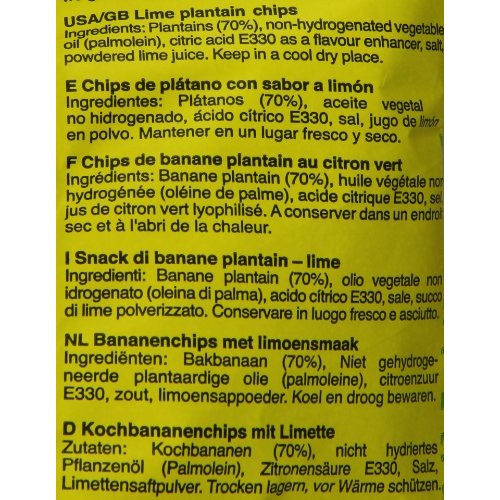 USA/GB Lime plantain chips
Ingredients: Plantains (70%), non-hydrogenated vegetable
oil (palmolein), citric acid E330 as a flavour enhancer, salt,
powdered lime juice. Keep in a cool dry place.
E Chips de plátano con sabor a limón
Ingredientes: Plátanos (70%), aceite vegetal
no hidrogenado, ácido cítrico E330, sal, jugo de limón
en polvo. Mantener en un lugar fresco y seco.
F Chips de banane plantain au citron vert
Ingrédients: Banane plantain (70%), huile végétale non
hydrogénée (oléine de palme), acide citrique E330, sel,
jus de citron vert lyophilisé. A conserver dans un endroit
sec et à l'abri de la chaleur.
I Snack di banane plantain – lime
Ingredienti: Banane plantain (70%), olio vegetale non
idrogenato (oleina di palma), acido cítrico E330, sale, succo
di lime polverizzato. Conservare in luogo fresco e asciutto.
NL Bananenchips met limoensmaak
Ingrediënten: Bakbanaan (70%), Niet gehydroge-
neerde plantaardige olie (palmoleine), citroenzuur
E330, zout, limoensappoeder. Koel en droog bewaren.
D Kochbananenchips mit Limette
Zutaten: Kochbananen (70%), nicht hydriertes
Pflanzenöl (Palmolein), Zitronensäure E330, Salz,
Limettensaftpulver. Trocken lagern, vor Wärme schützen.